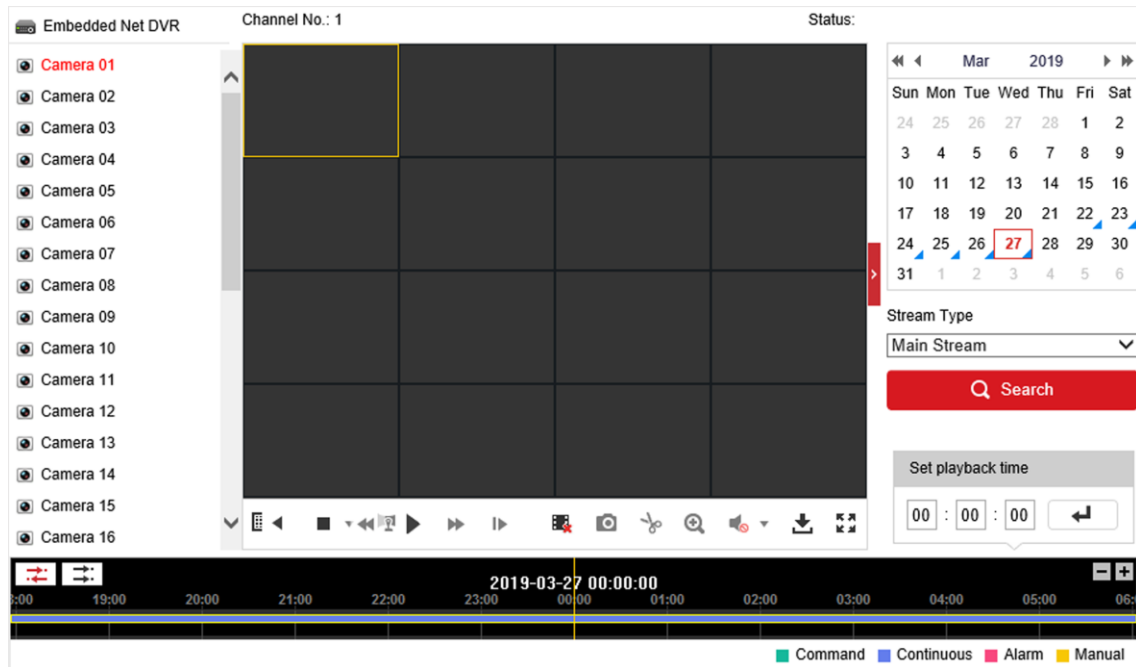 Embedded Net DVR
Channel No.: 1
Status:
Camera 01
Camera 02
Camera 03
Camera 04
Camera 05
Camera 06
Camera 07
Camera 08
Camera 09
Camera 10
Camera 11
Camera 12
Camera 13
Camera 14
Camera 15
Camera 16
Mar 2019
Sun Mon Tue Wed Thu Fri Sat
24 25 26 27 28 1 2
3 4 5 6 7 8 9
10 11 12 13 14 15 16
17 18 19 20 21 22 23
24 25 26 27 28 29 30
31 1 2 3 4 5 6
Stream Type
Main Stream
Search
Set playback time
00 : 00 : 00
2019-03-27 00:00:00
:00 19:00 20:00 21:00 22:00 23:00 00:00 01:00 02:00 03:00 04:00 05:00 06:
Command Continuous Alarm Manual